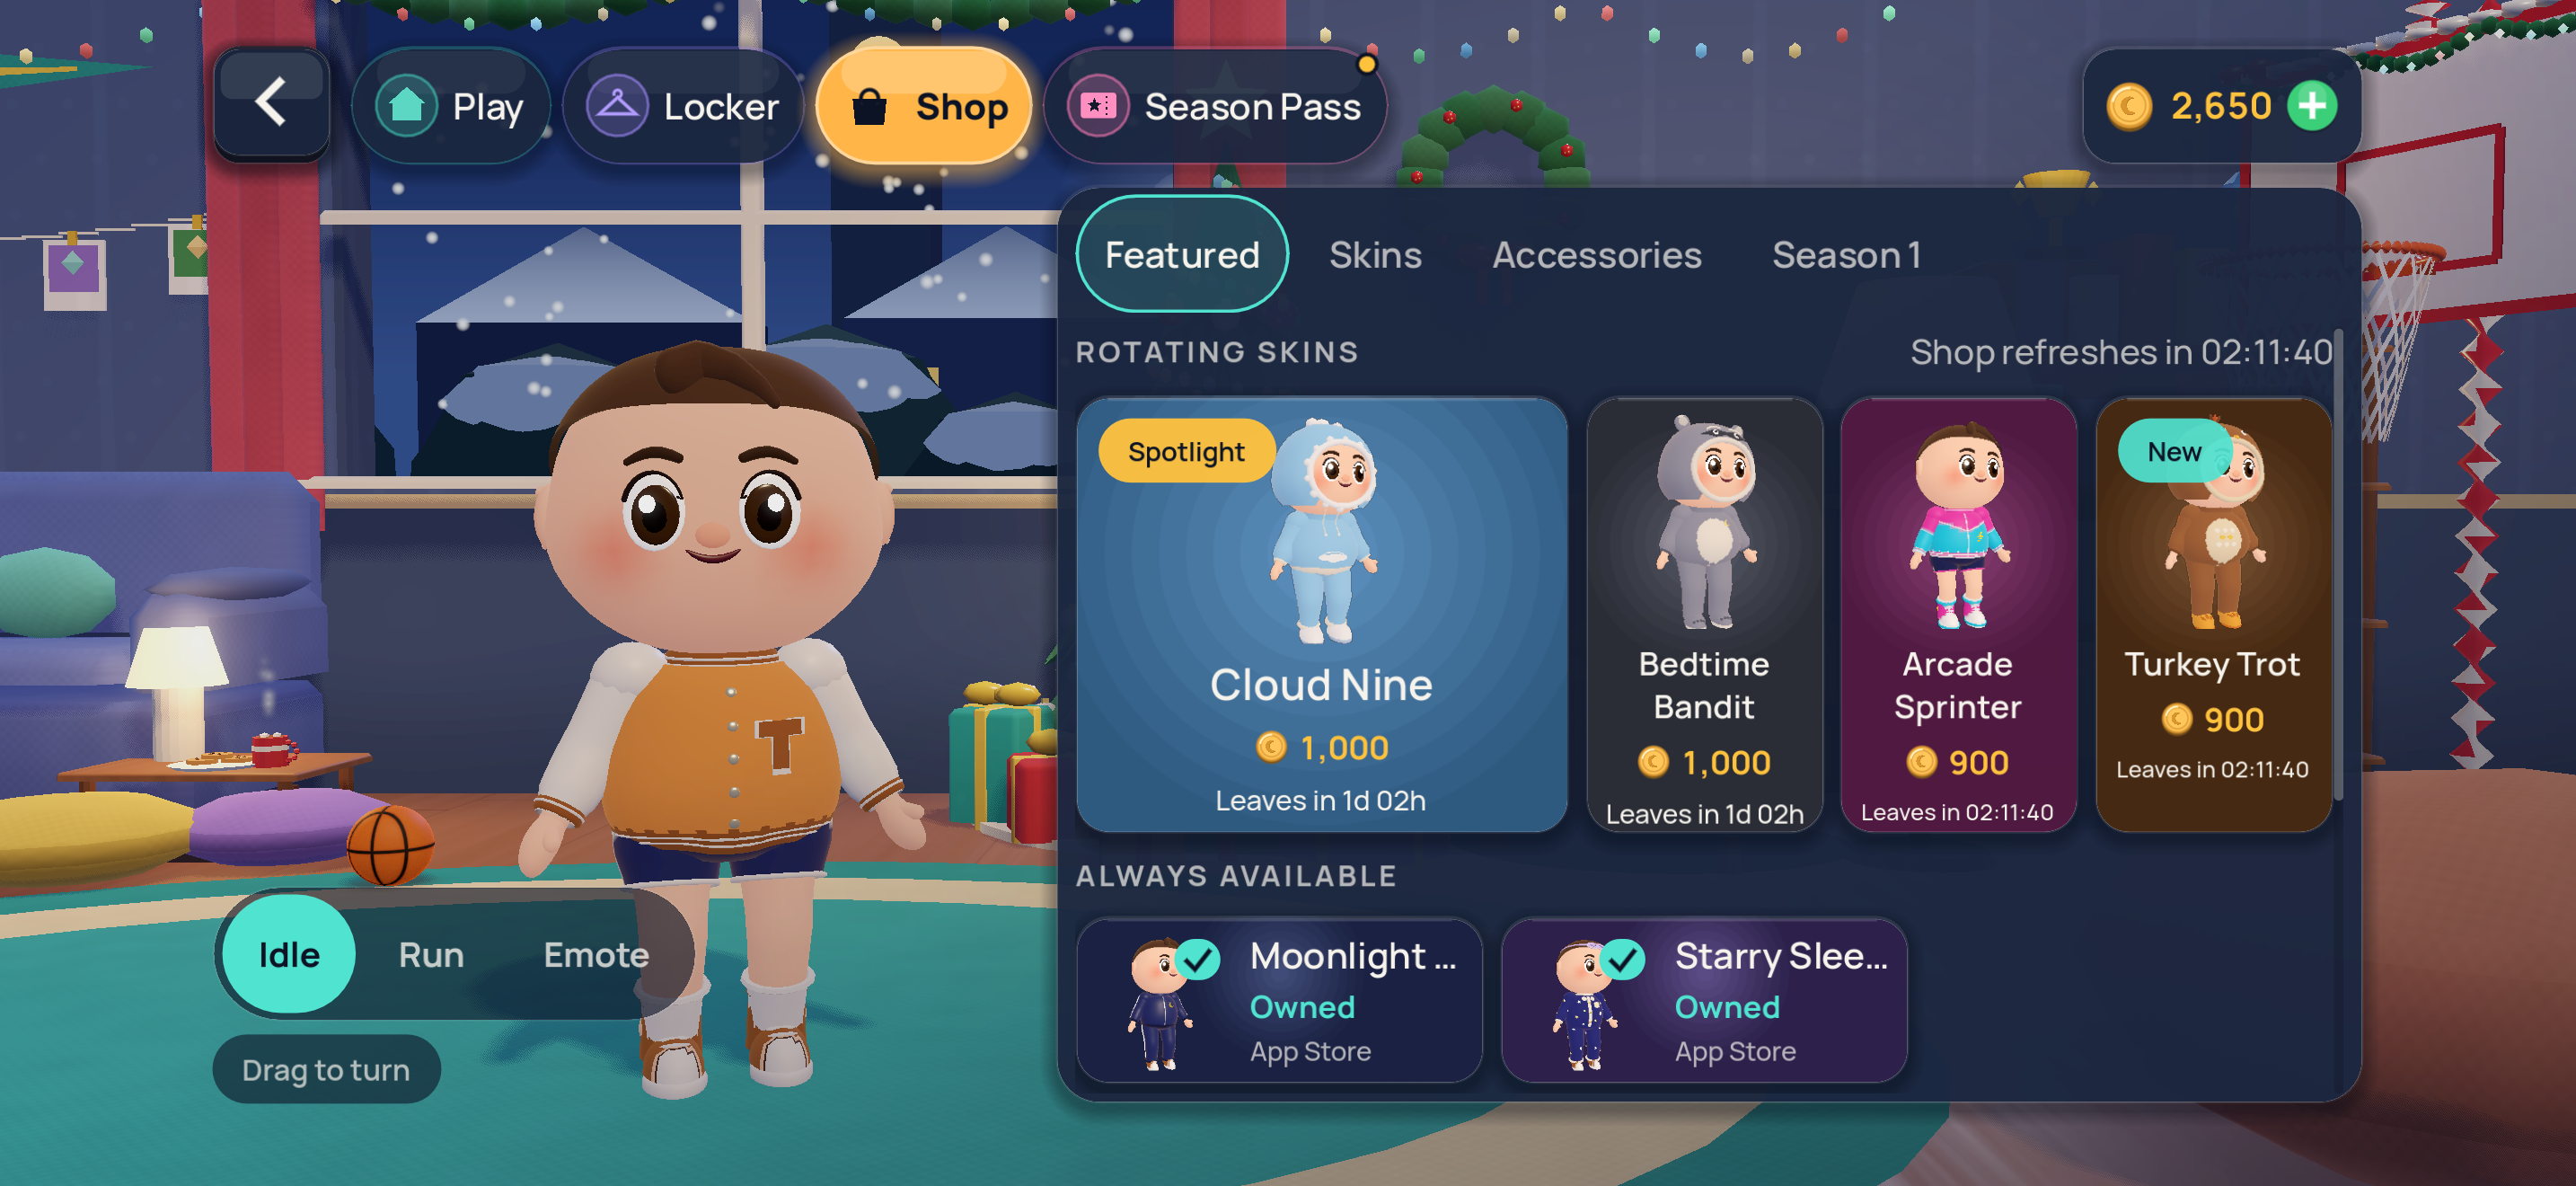 Play
Locker
Shop
Season Pass
2,650
Featured
Skins
Accessories
Season 1
ROTATING SKINS
Shop refreshes in 02:11:40
Spotlight
Cloud Nine
1,000
Leaves in 1d 02h
Bedtime
Bandit
1,000
Leaves in 1d 02h
Arcade
Sprinter
900
Leaves in 02:11:40
New
Turkey Trot
900
Leaves in 02:11:40
ALWAYS AVAILABLE
Moonlight ...
Owned
App Store
Starry Slee...
Owned
App Store
T
Idle
Run
Emote
Drag to turn